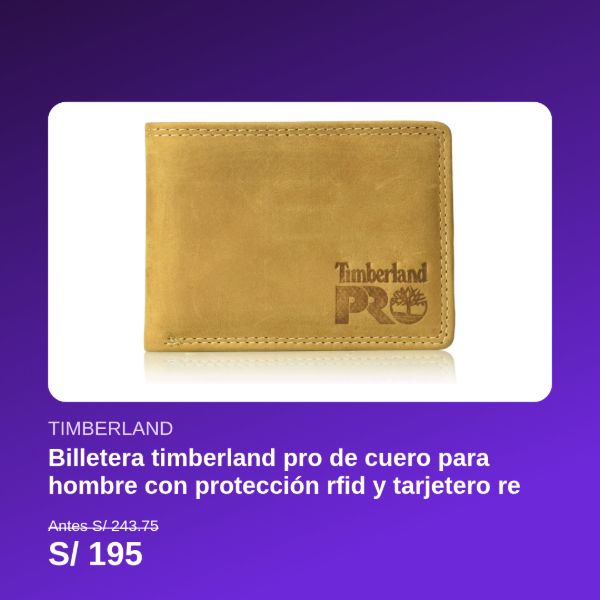 Timberland
PRO
TIMBERLAND
Billetera timberland pro de cuero para
hombre con protección rfid y tarjetero re
Antes S/ 243.75
S/ 195